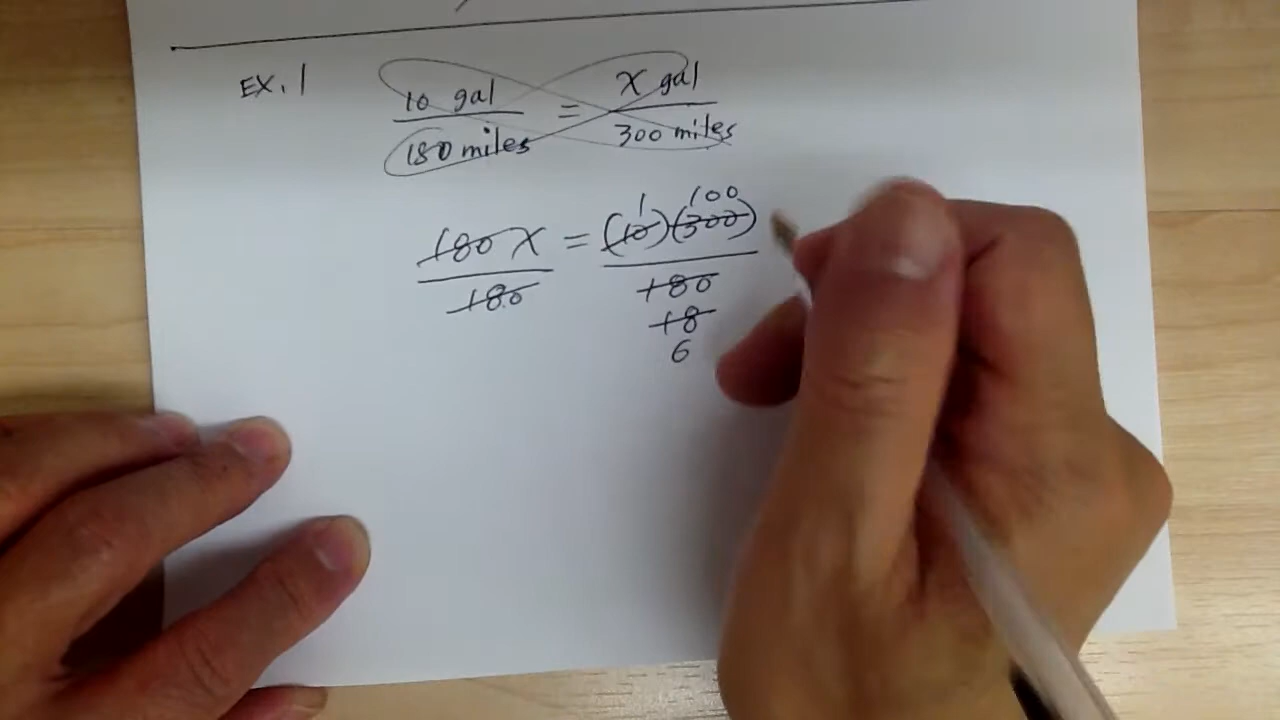 EX. 1
10 gal = x gal
180 miles 300 miles
1 100
180 x = (10)(300)
180 180
18
6